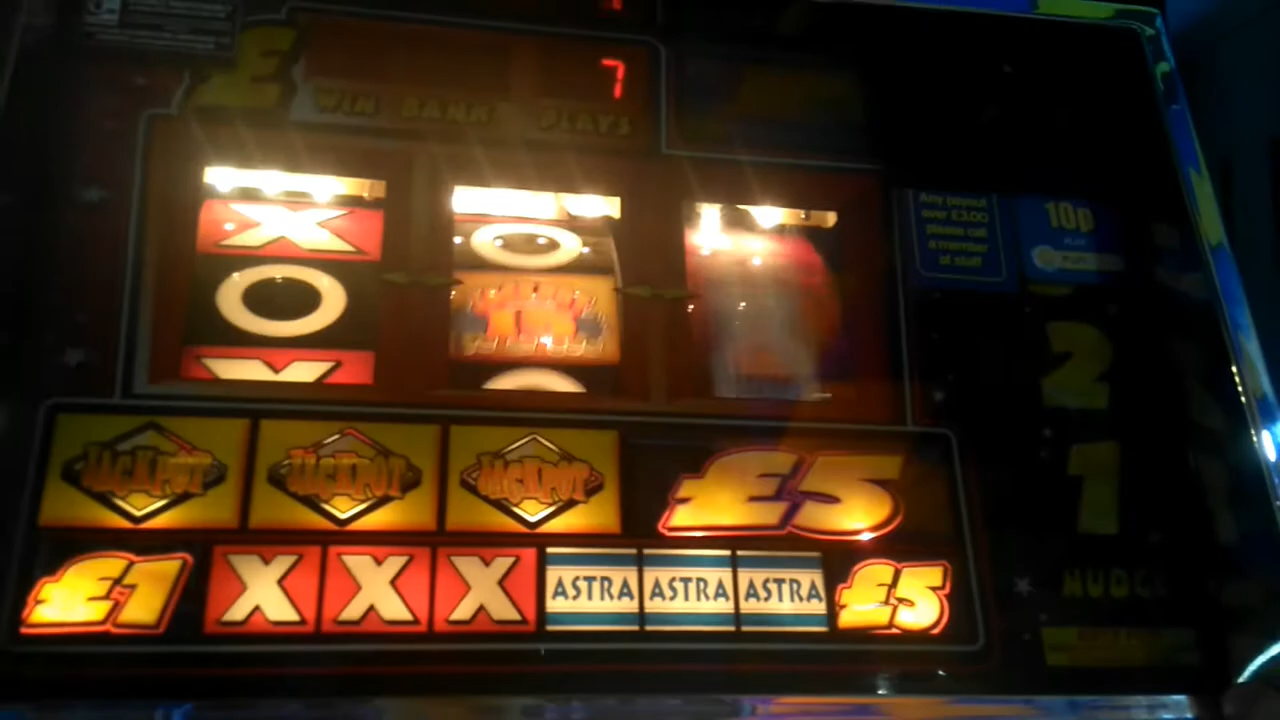 £
7
WIN BANK PLAYS
X
O
O
Any payout
over £3.00
please call
a member
of staff
10p
PLAY
2
1
JACKPOT JACKPOT JACKPOT £5
£1 X X X ASTRA ASTRA ASTRA £5